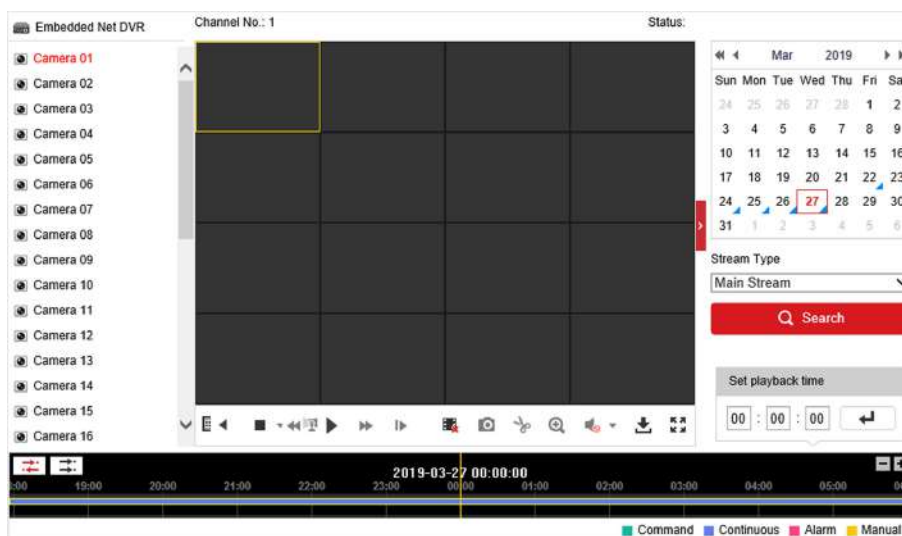 Embedded Net DVR
Channel No.: 1
Status:
Camera 01
Camera 02
Camera 03
Camera 04
Camera 05
Camera 06
Camera 07
Camera 08
Camera 09
Camera 10
Camera 11
Camera 12
Camera 13
Camera 14
Camera 15
Camera 16
Mar 2019
Sun Mon Tue Wed Thu Fri Sa
24 25 26 27 28 1 2
3 4 5 6 7 8 9
10 11 12 13 14 15 16
17 18 19 20 21 22 23
24 25 26 27 28 29 30
31 1 2 3 4 5 6
Stream Type
Main Stream
Search
Set playback time
00 : 00 : 00
2019-03-27 00:00:00
:00 19:00 20:00 21:00 22:00 23:00 00:00 01:00 02:00 03:00 04:00 05:00
Command Continuous Alarm Manual